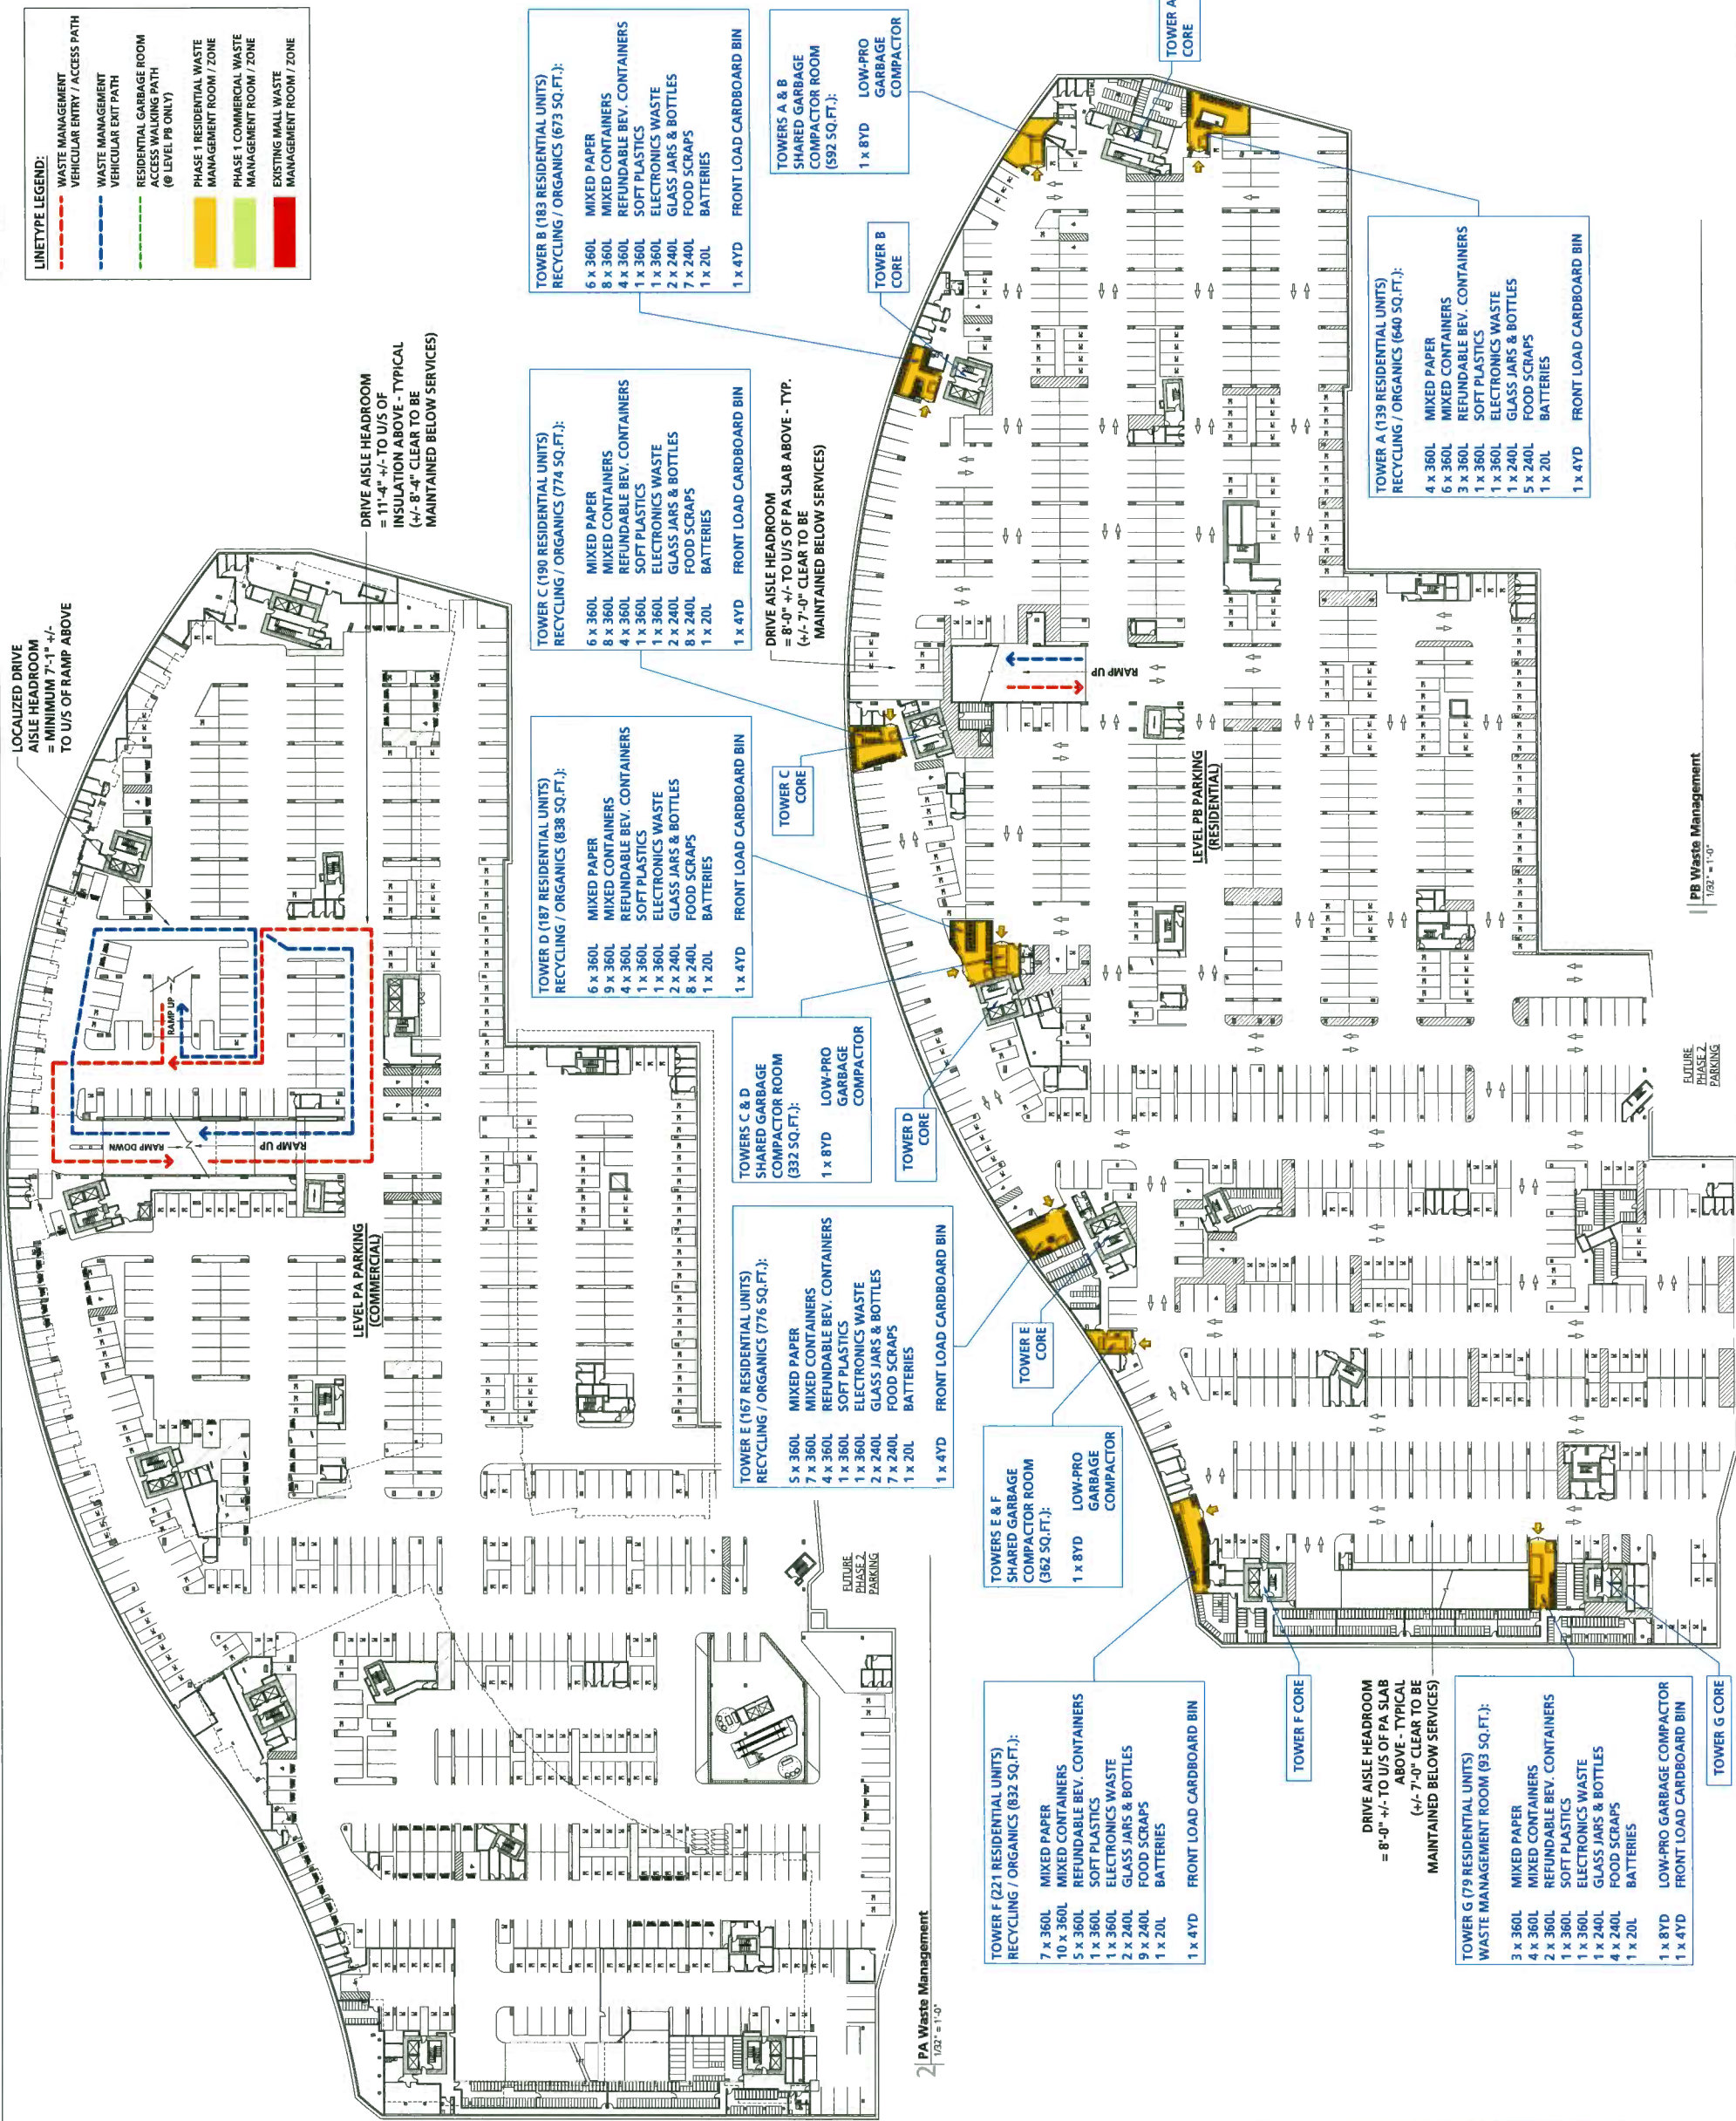 LINETYPE LEGEND:
WASTE MANAGEMENT
VEHICULAR ENTRY / ACCESS PATH
WASTE MANAGEMENT
VEHICULAR EXIT PATH
RESIDENTIAL GARBAGE ROOM
ACCESS WALKING PATH
(@ LEVEL PB ONLY)
PHASE 1 RESIDENTIAL WASTE
MANAGEMENT ROOM / ZONE
PHASE 1 COMMERCIAL WASTE
MANAGEMENT ROOM / ZONE
EXISTING MALL WASTE
MANAGEMENT ROOM / ZONE
LOCALIZED DRIVE
AISLE HEADROOM
= MINIMUM 7'-1" +/-
TO U/S OF RAMP ABOVE
DRIVE AISLE HEADROOM
= 11'-4" +/- TO U/S OF
INSULATION ABOVE - TYPICAL
(+/- 8'-4" CLEAR TO BE
MAINTAINED BELOW SERVICES)
RAMP UP
RAMP DOWN
RAMP UP
LEVEL PA PARKING
(COMMERCIAL)
FUTURE
PHASE 2
PARKING
2 PA Waste Management
1/32" = 1'-0"
TOWER B (183 RESIDENTIAL UNITS)
RECYCLING / ORGANICS (673 SQ.FT.):
6 x 360L MIXED PAPER
8 x 360L MIXED CONTAINERS
4 x 360L REFUNDABLE BEV. CONTAINERS
1 x 360L SOFT PLASTICS
1 x 360L ELECTRONICS WASTE
2 x 240L GLASS JARS & BOTTLES
7 x 240L FOOD SCRAPS
1 x 20L BATTERIES
1 x 4YD FRONT LOAD CARDBOARD BIN
TOWERS A & B
SHARED GARBAGE
COMPACTOR ROOM
(592 SQ.FT.):
1 x 8YD LOW-PRO
GARBAGE
COMPACTOR
TOWER A
CORE
TOWER B
CORE
TOWER C (190 RESIDENTIAL UNITS)
RECYCLING / ORGANICS (774 SQ.FT.):
6 x 360L MIXED PAPER
8 x 360L MIXED CONTAINERS
4 x 360L REFUNDABLE BEV. CONTAINERS
1 x 360L SOFT PLASTICS
1 x 360L ELECTRONICS WASTE
2 x 240L GLASS JARS & BOTTLES
8 x 240L FOOD SCRAPS
1 x 20L BATTERIES
1 x 4YD FRONT LOAD CARDBOARD BIN
DRIVE AISLE HEADROOM
= 8'-0" +/- TO U/S OF PA SLAB ABOVE - TYP.
(+/- 7'-0" CLEAR TO BE
MAINTAINED BELOW SERVICES)
TOWER D (187 RESIDENTIAL UNITS)
RECYCLING / ORGANICS (838 SQ.FT.):
6 x 360L MIXED PAPER
9 x 360L MIXED CONTAINERS
4 x 360L REFUNDABLE BEV. CONTAINERS
1 x 360L SOFT PLASTICS
1 x 360L ELECTRONICS WASTE
2 x 240L GLASS JARS & BOTTLES
8 x 240L FOOD SCRAPS
1 x 20L BATTERIES
1 x 4YD FRONT LOAD CARDBOARD BIN
TOWER C
CORE
TOWERS C & D
SHARED GARBAGE
COMPACTOR ROOM
(332 SQ.FT.):
1 x 8YD LOW-PRO
GARBAGE
COMPACTOR
TOWER D
CORE
TOWER E (167 RESIDENTIAL UNITS)
RECYCLING / ORGANICS (776 SQ.FT.):
5 x 360L MIXED PAPER
7 x 360L MIXED CONTAINERS
4 x 360L REFUNDABLE BEV. CONTAINERS
1 x 360L SOFT PLASTICS
1 x 360L ELECTRONICS WASTE
2 x 240L GLASS JARS & BOTTLES
7 x 240L FOOD SCRAPS
1 x 20L BATTERIES
1 x 4YD FRONT LOAD CARDBOARD BIN
TOWER E
CORE
TOWERS E & F
SHARED GARBAGE
COMPACTOR ROOM
(362 SQ.FT.):
1 x 8YD LOW-PRO
GARBAGE
COMPACTOR
TOWER F (221 RESIDENTIAL UNITS)
RECYCLING / ORGANICS (832 SQ.FT.):
7 x 360L MIXED PAPER
10 x 360L MIXED CONTAINERS
5 x 360L REFUNDABLE BEV. CONTAINERS
1 x 360L SOFT PLASTICS
1 x 360L ELECTRONICS WASTE
2 x 240L GLASS JARS & BOTTLES
9 x 240L FOOD SCRAPS
1 x 20L BATTERIES
1 x 4YD FRONT LOAD CARDBOARD BIN
TOWER F CORE
DRIVE AISLE HEADROOM
= 8'-0" +/- TO U/S OF PA SLAB
ABOVE - TYPICAL
(+/- 7'-0" CLEAR TO BE
MAINTAINED BELOW SERVICES)
TOWER G (79 RESIDENTIAL UNITS)
WASTE MANAGEMENT ROOM (93 SQ.FT.):
3 x 360L MIXED PAPER
4 x 360L MIXED CONTAINERS
2 x 360L REFUNDABLE BEV. CONTAINERS
1 x 360L SOFT PLASTICS
1 x 360L ELECTRONICS WASTE
1 x 240L GLASS JARS & BOTTLES
4 x 240L FOOD SCRAPS
1 x 20L BATTERIES
1 x 8YD LOW-PRO GARBAGE COMPACTOR
1 x 4YD FRONT LOAD CARDBOARD BIN
TOWER G CORE
TOWER A (139 RESIDENTIAL UNITS)
RECYCLING / ORGANICS (640 SQ.FT.):
4 x 360L MIXED PAPER
6 x 360L MIXED CONTAINERS
3 x 360L REFUNDABLE BEV. CONTAINERS
1 x 360L SOFT PLASTICS
1 x 360L ELECTRONICS WASTE
1 x 240L GLASS JARS & BOTTLES
5 x 240L FOOD SCRAPS
1 x 20L BATTERIES
1 x 4YD FRONT LOAD CARDBOARD BIN
RAMP UP
LEVEL PB PARKING
(RESIDENTIAL)
FUTURE
PHASE 2
PARKING
PB Waste Management
1/32" = 1'-0"